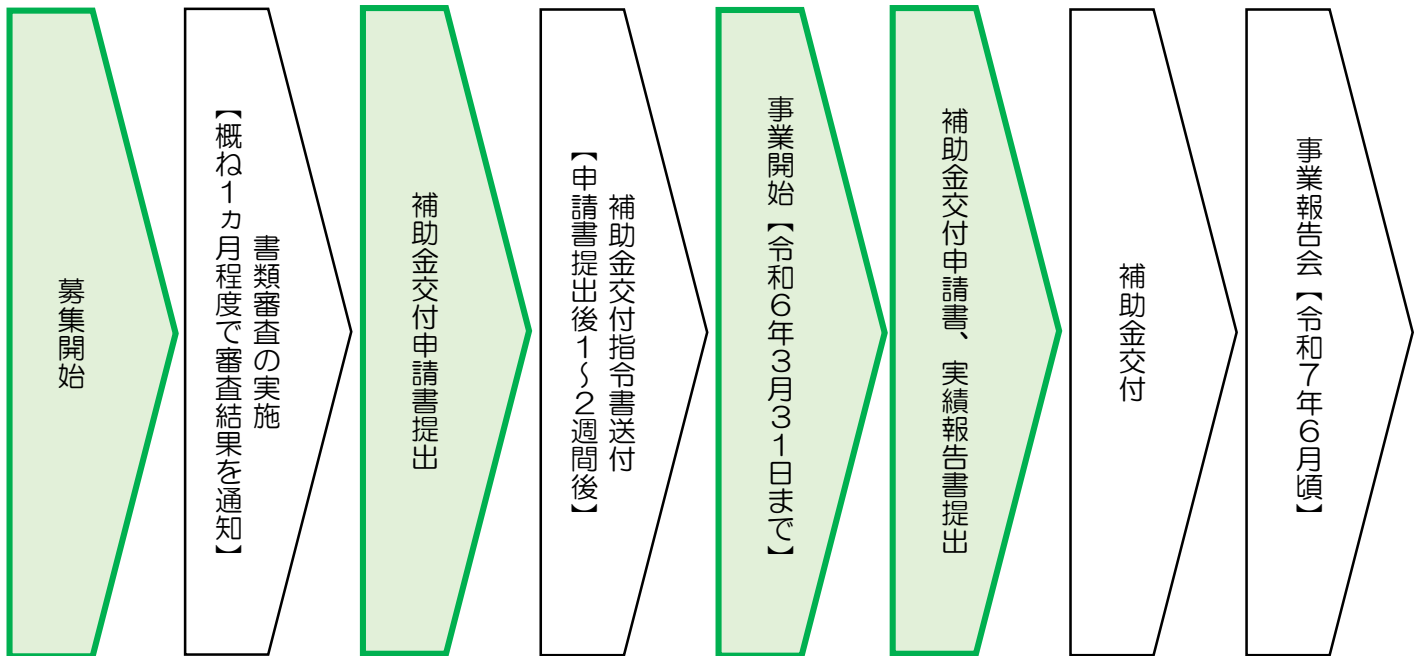 募集開始
書類審査の実施
【概ね１ヵ月程度で審査結果を通知】
補助金交付申請書提出
補助金交付指令書送付
【申請書提出後１～２週間後】
事業開始【令和６年３月３１日まで】
補助金交付申請書、実績報告書提出
補助金交付
事業報告会【令和７年６月頃】